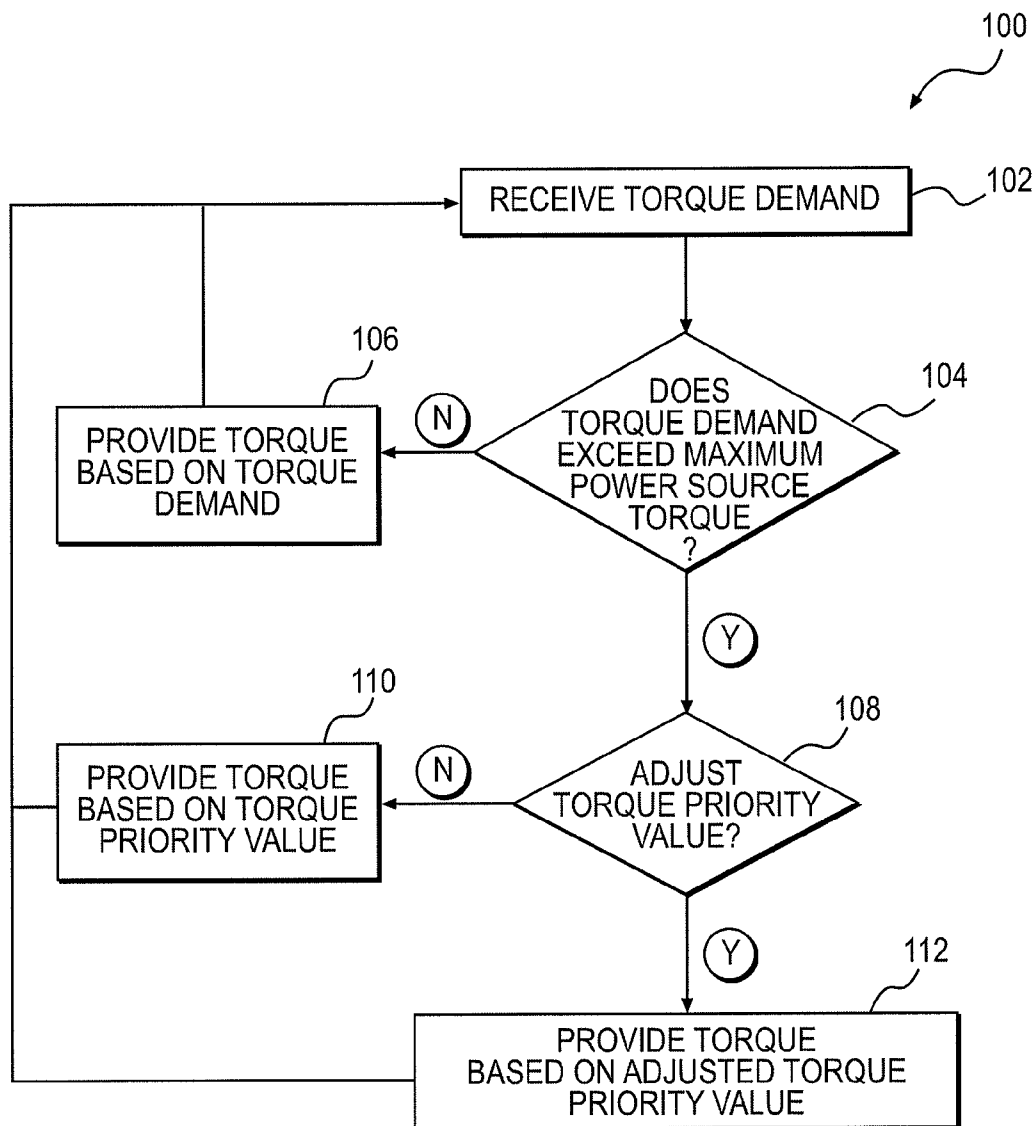 100
RECEIVE TORQUE DEMAND
102
106
DOES
TORQUE DEMAND
EXCEED MAXIMUM
POWER SOURCE
TORQUE
?
104
N
PROVIDE TORQUE
BASED ON TORQUE
DEMAND
Y
110
108
ADJUST
TORQUE PRIORITY
VALUE?
N
PROVIDE TORQUE
BASED ON TORQUE
PRIORITY VALUE
Y
112
PROVIDE TORQUE
BASED ON ADJUSTED TORQUE
PRIORITY VALUE